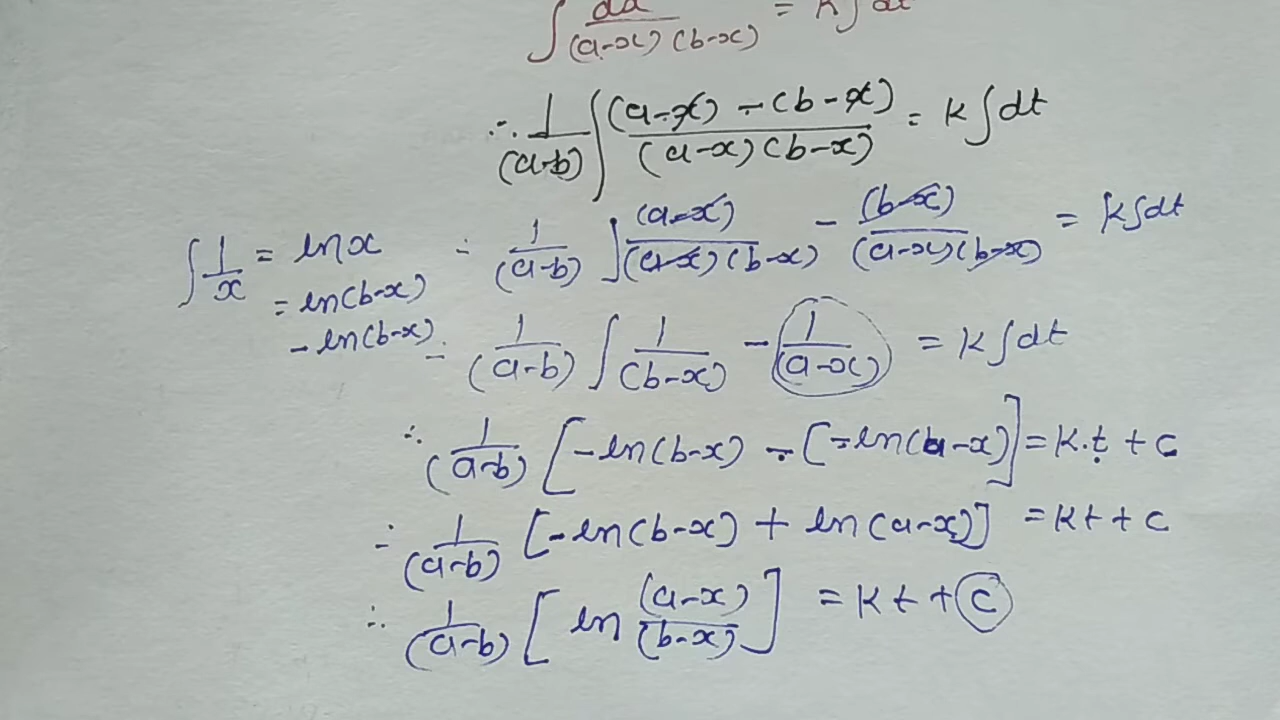 ∫ dx/((a-x)(b-x)) = K∫dt
∴ 1/(a-b) ∫ ((a-x) - (b-x))/((a-x)(b-x)) = K∫dt
∫ 1/x = ln x
= ln(b-x)
- ln(b-x)
∴ 1/(a-b) ∫ (a-x)/((a-x)(b-x)) - (b-x)/((a-x)(b-x)) = K∫dt
∴ 1/(a-b) ∫ 1/(b-x) - 1/(a-x) = K∫dt
∴ 1/(a-b) [-ln(b-x) - [-ln(a-x)] = K.t + c
∴ 1/(a-b) [-ln(b-x) + ln(a-x)] = Kt + c
∴ 1/(a-b) [ln (a-x)/(b-x)] = Kt + c